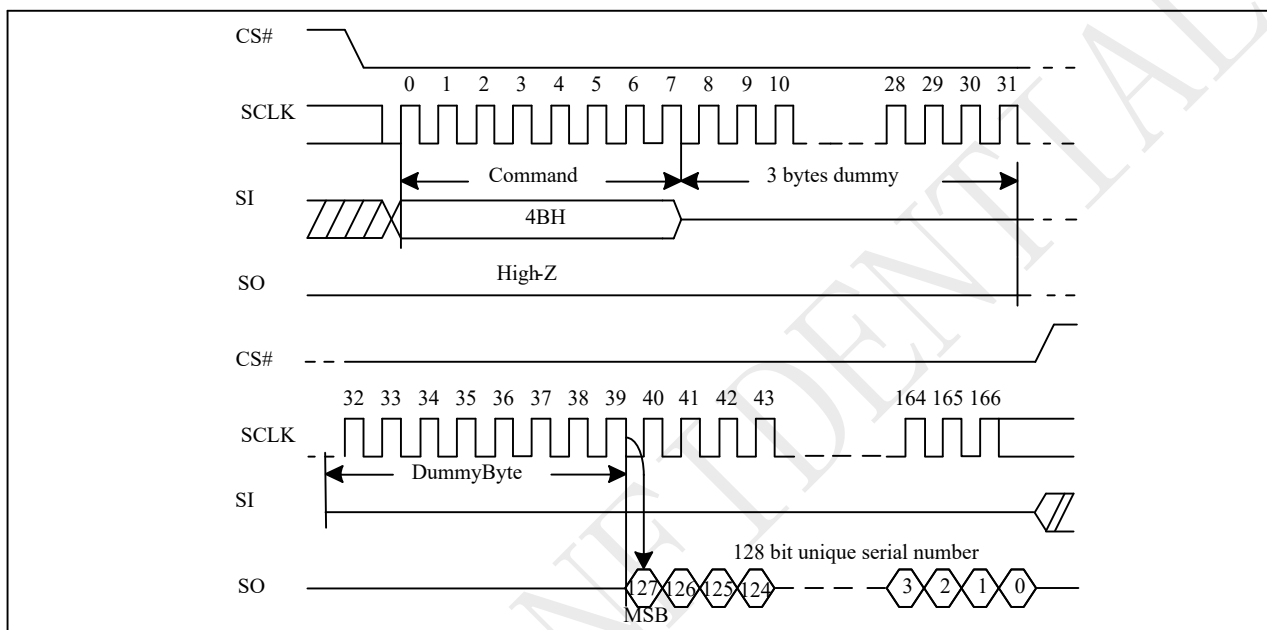 CS#
0 1 2 3 4 5 6 7 8 9 10 28 29 30 31
SCLK
Command 3 bytes dummy
SI
4BH
High-Z
SO
CS#
32 33 34 35 36 37 38 39 40 41 42 43 164 165 166
SCLK
DummyByte
SI
128 bit unique serial number
SO 127 126 125 124 3 2 1 0
MSB